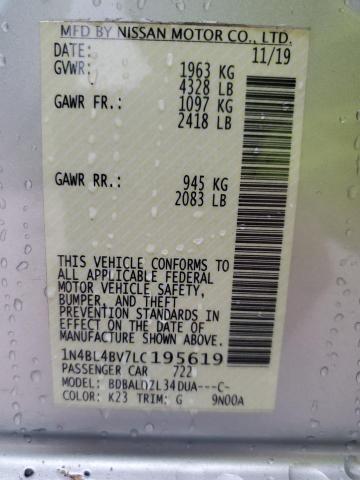 MFD BY NISSAN MOTOR CO., LTD.
DATE: 11/19
GVWR: 1963 KG
4328 LB
GAWR FR.: 1097 KG
2418 LB
GAWR RR.: 945 KG
2083 LB
THIS VEHICLE CONFORMS TO
ALL APPLICABLE FEDERAL
MOTOR VEHICLE SAFETY,
BUMPER, AND THEFT
PREVENTION STANDARDS IN
EFFECT ON THE DATE OF
MANUFACTURE SHOWN ABOVE.
1N4BL4BV7LC195619
PASSENGER CAR 722
MODEL: BDBALDZL34DUA---C-
COLOR: K23 TRIM: G 9N00A